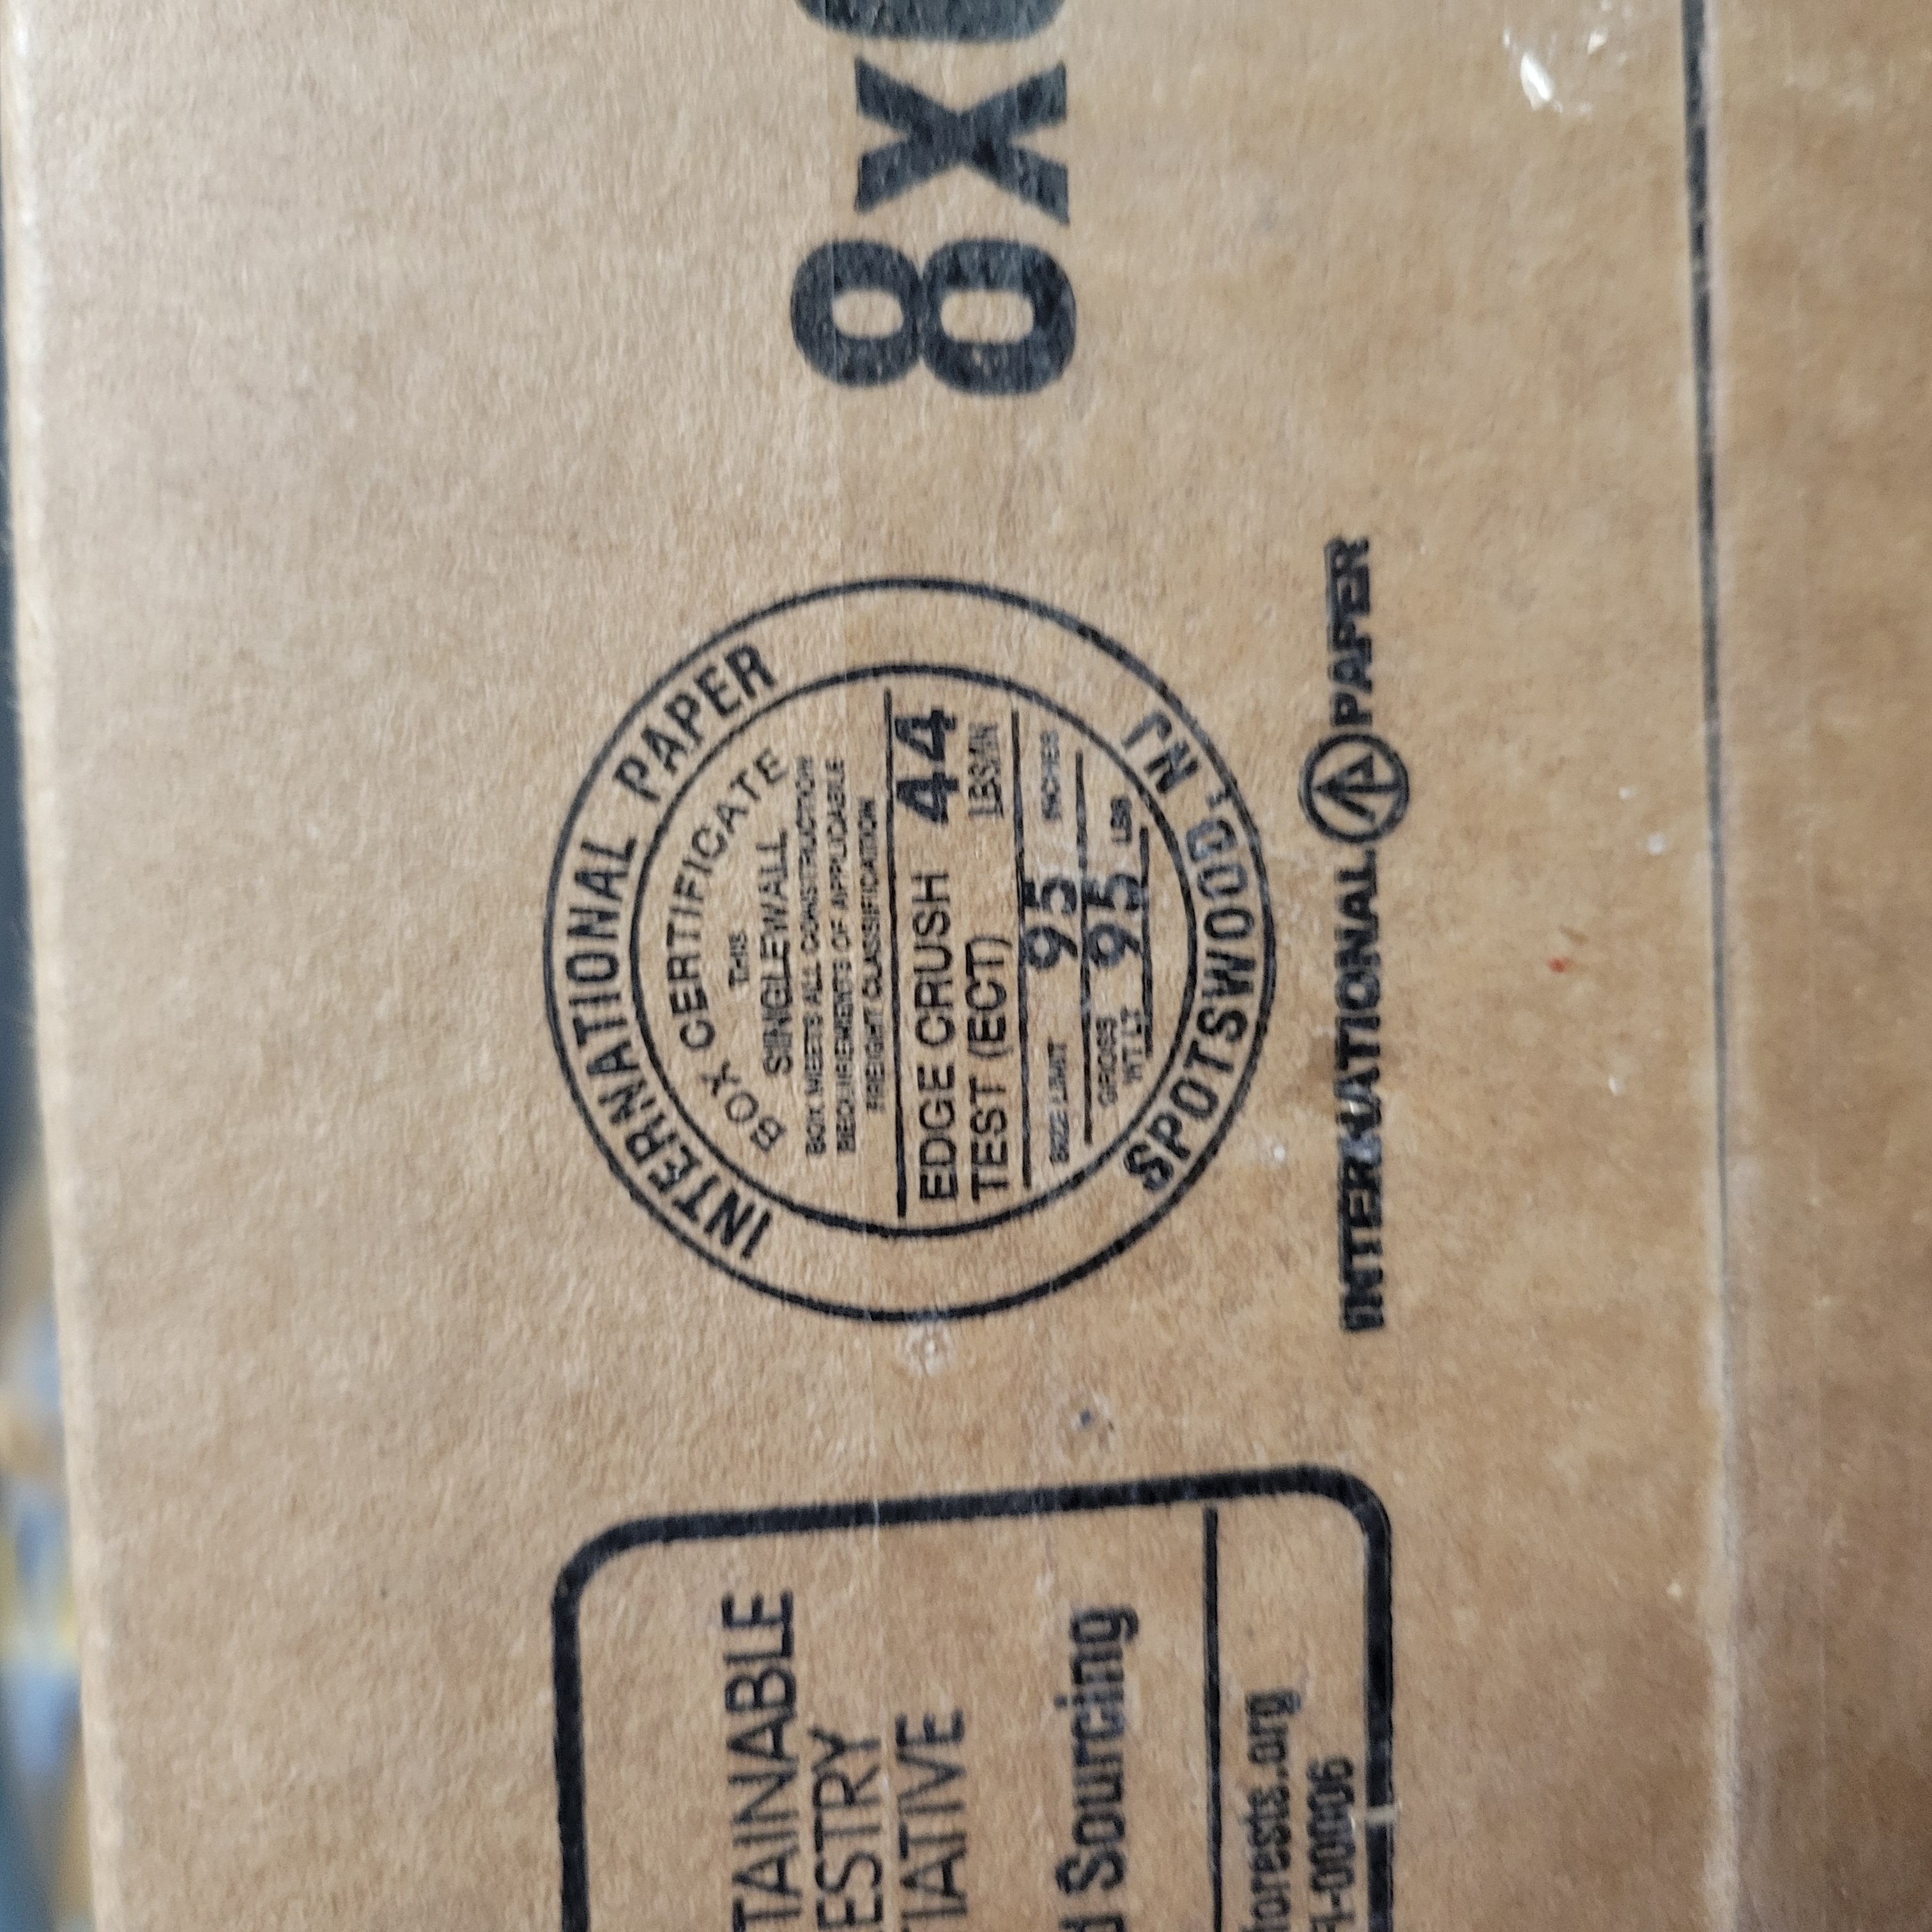 TAINABLE
ESTRY
IATIVE
d Sourcing
forests.org
FI-00006
INTERNATIONAL PAPER
BOX CERTIFICATE
THIS
SINGLEWALL
BOX MEETS ALL CONSTRUCTION
REQUIREMENTS OF APPLICABLE
FREIGHT CLASSIFICATION
EDGE CRUSH 44
TEST (ECT) LBS/IN
SIZE LIMIT 95 INCHES
GROSS 95 LBS
WT LT
SPOTSWOOD, NJ
INTERNATIONAL PAPER
8x